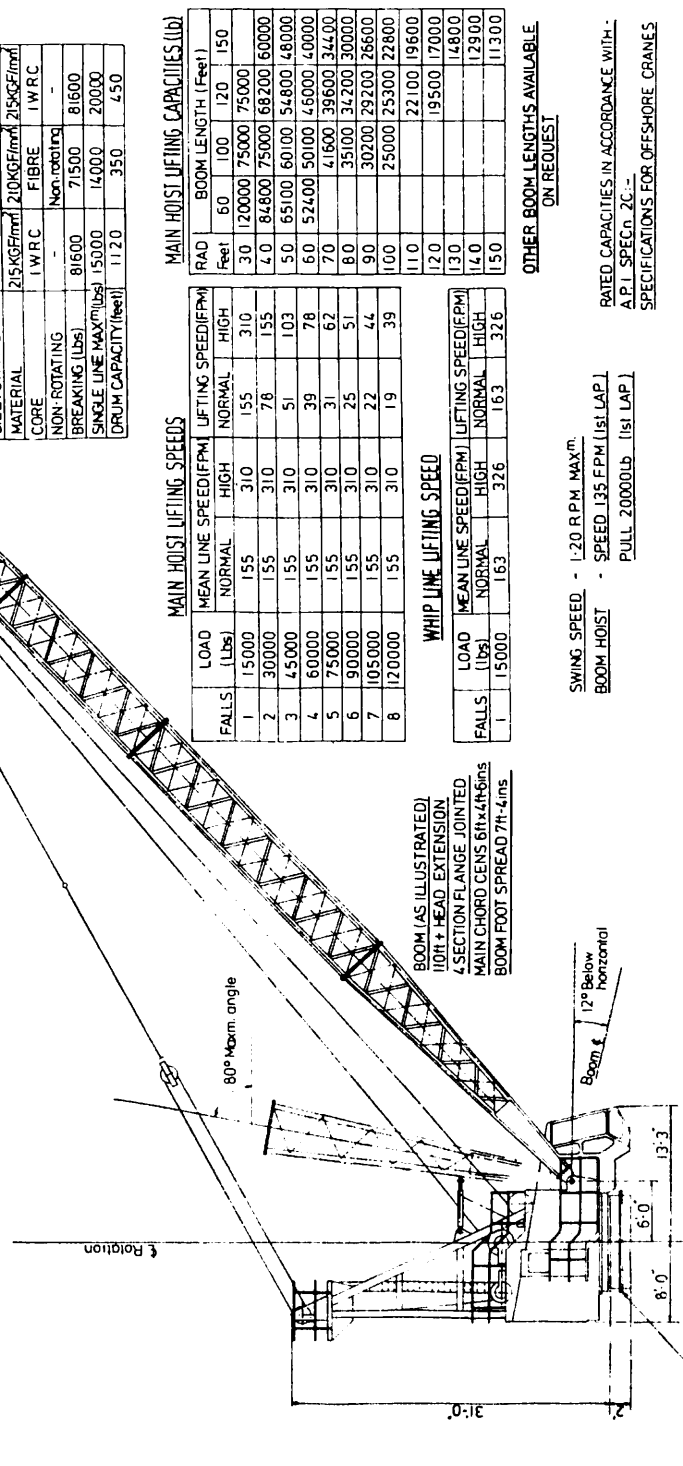 MATERIAL 215KGF/mm² 210KGF/mm² 215KGF/mm²
CORE IWRC FIBRE IWRC
NON-ROTATING - Non-rotating -
BREAKING (Lbs) 81600 71500 81600
SINGLE LINE MAXᵐ(lbs) 15000 14000 20000
DRUM CAPACITY (feet) 1120 350 450
MAIN HOIST LIFTING SPEEDS
FALLS LOAD (Lbs) MEAN LINE SPEED(FPM) LIFTING SPEED(FPM)
NORMAL HIGH NORMAL HIGH
1 15000 155 310 155 310
2 30000 155 310 78 155
3 45000 155 310 51 103
4 60000 155 310 39 78
5 75000 155 310 31 62
6 90000 155 310 25 51
7 105000 155 310 22 44
8 120000 155 310 19 39
WHIP LINE LIFTING SPEED
FALLS LOAD (lbs) MEAN LINE SPEED(FPM) LIFTING SPEED(F.P.M)
NORMAL HIGH NORMAL HIGH
1 15000 163 326 163 326
MAIN HOIST LIFTING CAPACITIES (Lb)
RAD BOOM LENGTH (Feet)
Feet 60 100 120 150
30 120000 75000 75000
40 84800 75000 68200 60000
50 65100 60100 54800 48000
60 52400 50100 46000 40000
70 41600 39600 34400
80 35100 34200 30000
90 30200 29200 26600
100 25000 25300 22800
110 22100 19600
120 19500 17000
130 14800
140 12900
150 11300
OTHER BOOM LENGTHS AVAILABLE
ON REQUEST
SWING SPEED - 1·20 R.P.M. MAXᵐ.
BOOM HOIST - SPEED 135 F.P.M (1st LAP)
PULL 20000Lb (1st LAP)
RATED CAPACITIES IN ACCORDANCE WITH -
A.P.I. SPECn 2C:-
SPECIFICATIONS FOR OFFSHORE CRANES
BOOM (AS ILLUSTRATED)
110ft + HEAD EXTENSION
4 SECTION FLANGE JOINTED
MAIN CHORD CENS 6ft x 4ft-6ins
BOOM FOOT SPREAD 7ft-4ins
80° Maxm. angle
℄ Rotation
12° Below
horizontal
Boom ℄
31'-0"
2'
8'-0"
6'-0"
13'-3"